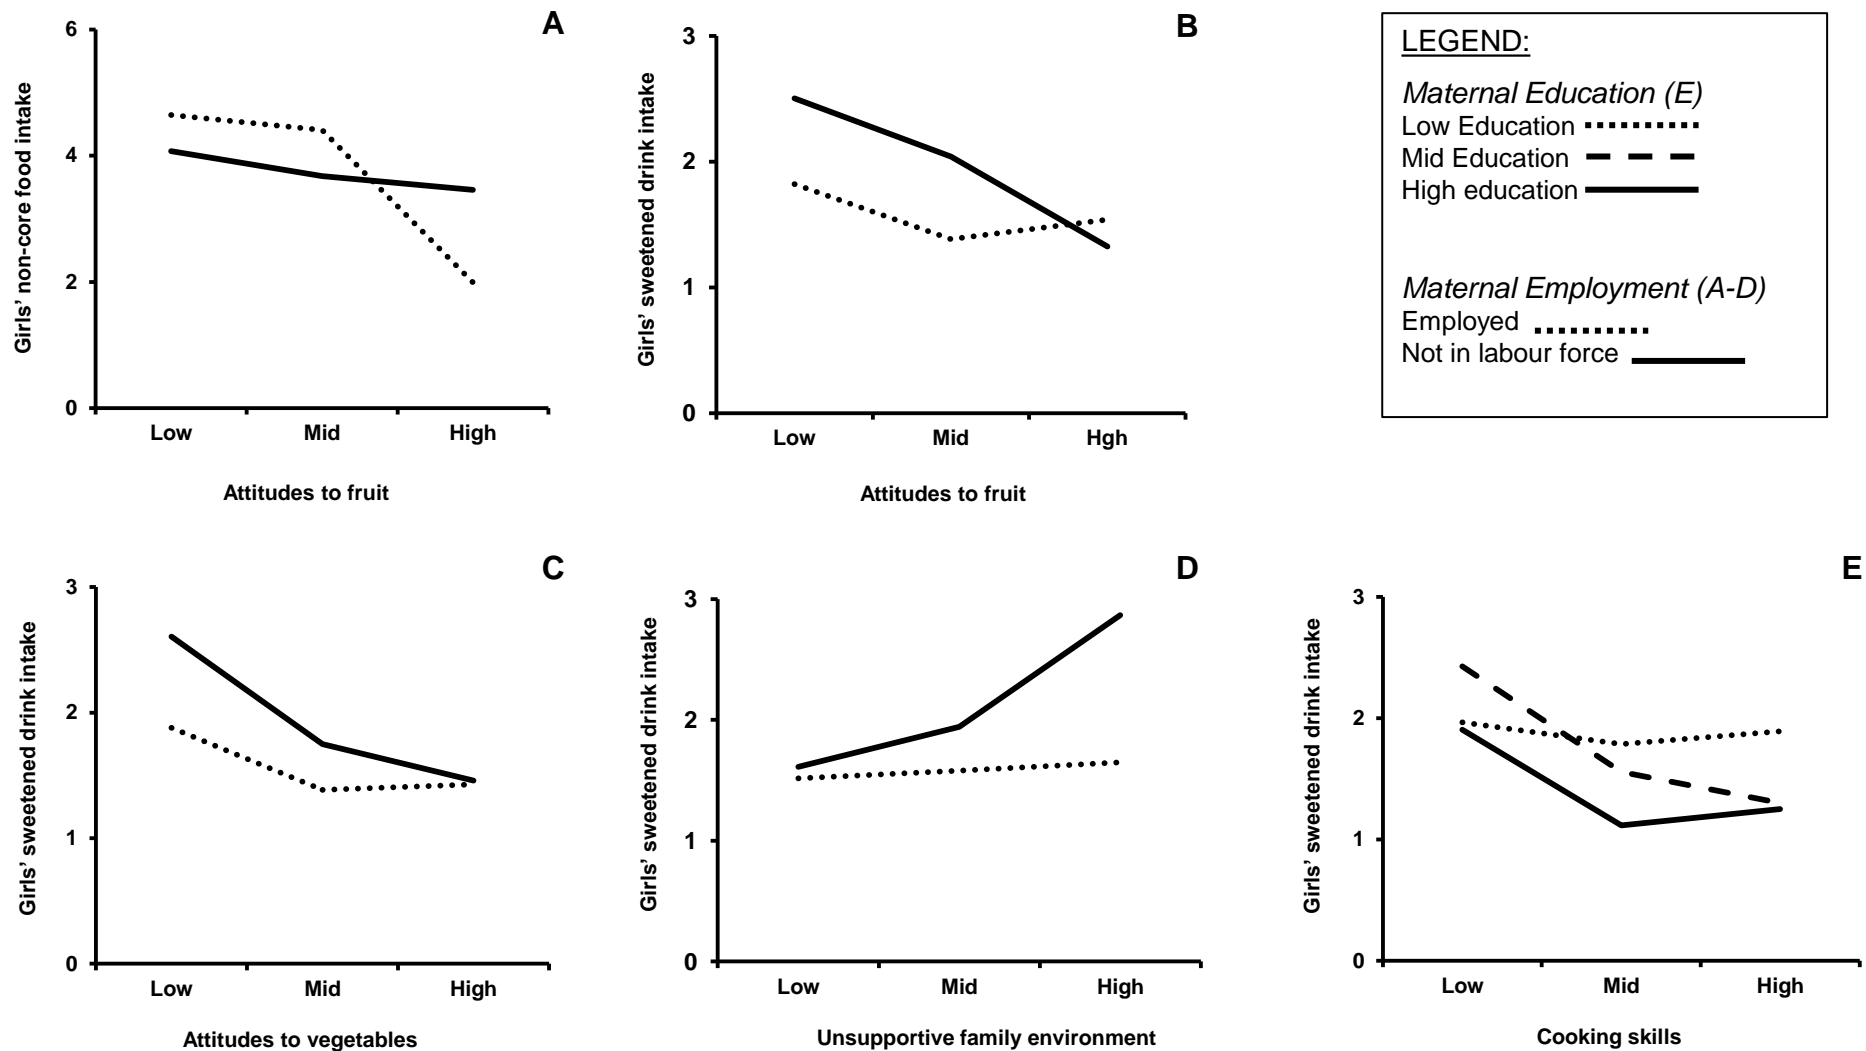 A
6
4
2
0
Girls' non-core food intake
Low Mid High
Attitudes to fruit
B
3
2
1
0
Girls' sweetened drink intake
Low Mid Hgh
Attitudes to fruit
LEGEND:
Maternal Education (E)
Low Education
Mid Education
High education
Maternal Employment (A-D)
Employed
Not in labour force
C
3
2
1
0
Girls' sweetened drink intake
Low Mid High
Attitudes to vegetables
D
3
2
1
0
Girls' sweetened drink intake
Low Mid High
Unsupportive family environment
E
3
2
1
0
Girls' sweetened drink intake
Low Mid High
Cooking skills